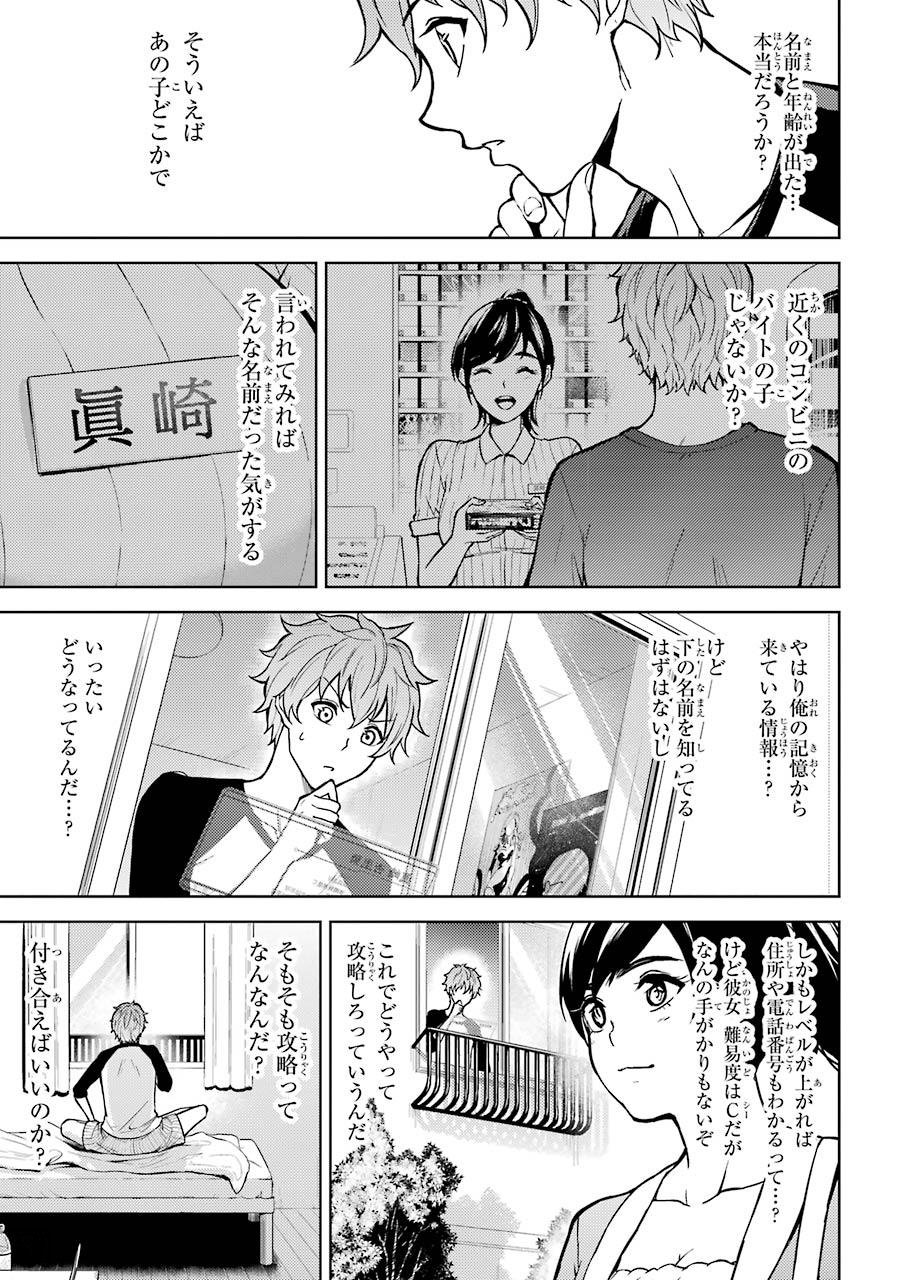 名前と年齢が出た…
本当だろうか？
そういえば
あの子どこかで
近くのコンビニの
バイトの子
じゃないか？
言われてみれば
そんな名前だった気がする
眞崎
やはり俺の記憶から
来ている情報…？
けど
下の名前を知ってる
はずはないし
いったい
どうなってるんだ…？
しかもレベルが上がれば
住所や電話番号もわかるって…？
けど彼女 難易度はCだが
なんの手がかりもないぞ
これでどうやって
攻略しろっていうんだ
そもそも攻略って
なんなんだ？
付き合えばいいのか？